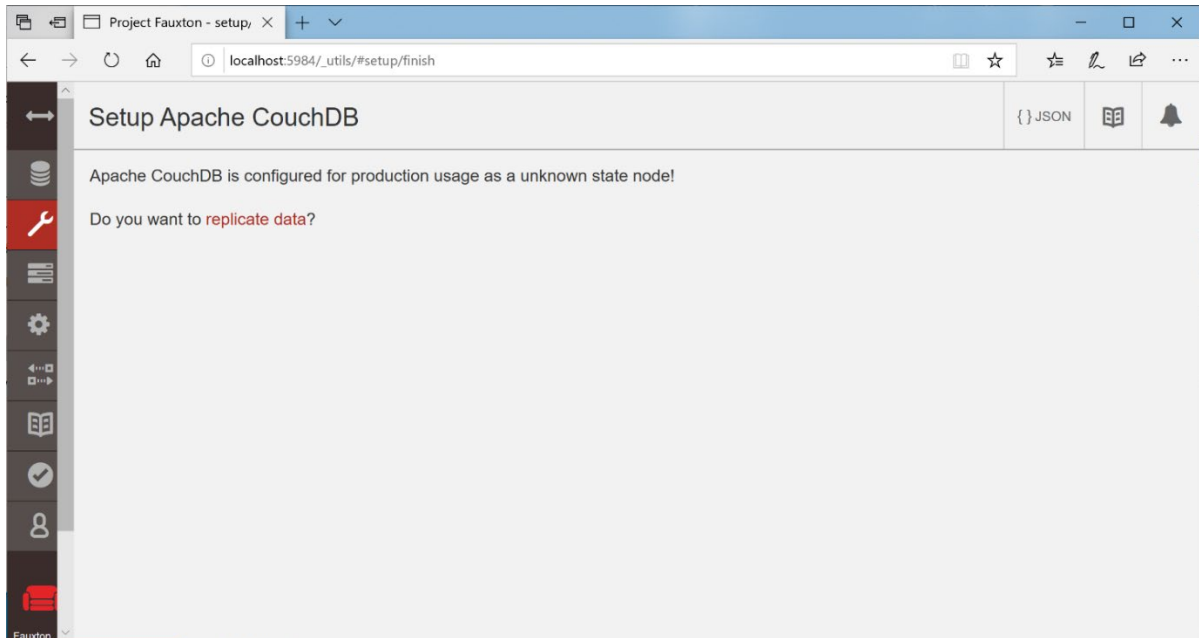 Project Fauxton - setup/
localhost:5984/_utils/#setup/finish
Setup Apache CouchDB
{ } JSON
Apache CouchDB is configured for production usage as a unknown state node!
Do you want to replicate data?
Fauxton